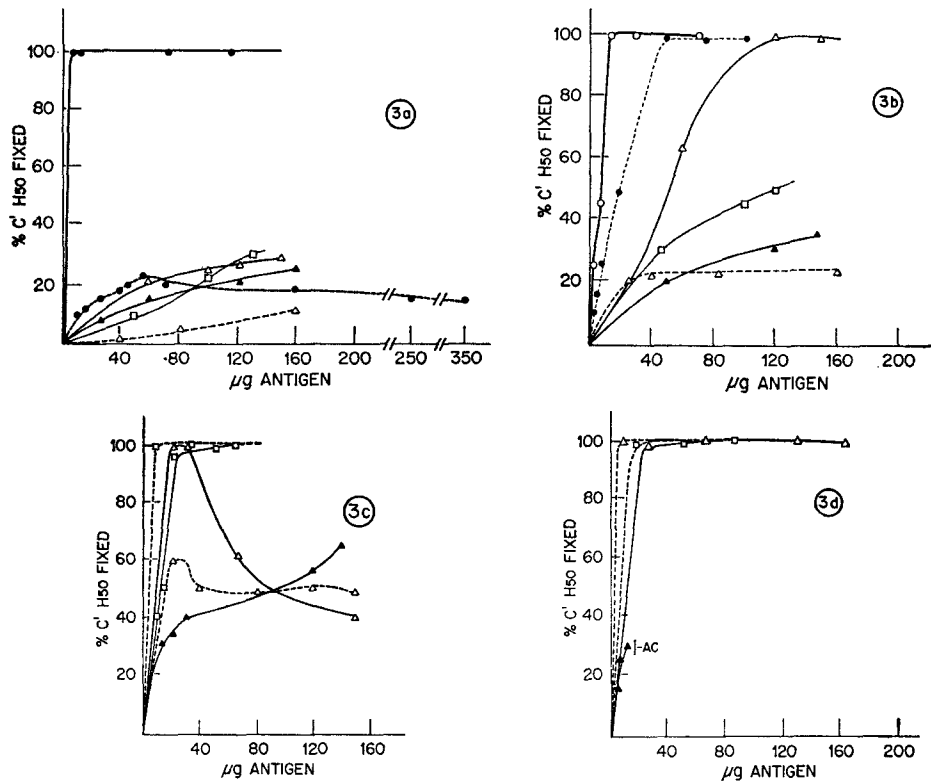 100
80
60
40
20
% C' H50 FIXED
3a
40 80 120 160 200 250 350
µg ANTIGEN
100
80
60
40
20
% C' H50 FIXED
3b
0 40 80 120 160 200
µg ANTIGEN
100
80
60
40
20
% C' H50 FIXED
3c
40 80 120 160
µg ANTIGEN
100
80
60
40
20
% C' H50 FIXED
3d
-AC
40 80 120 160 200
µg ANTIGEN